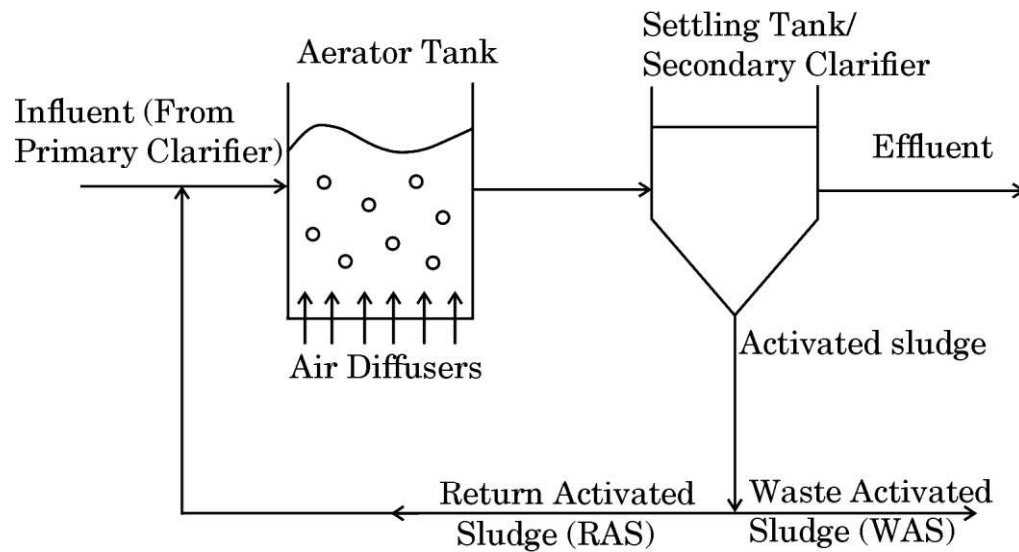 Aerator Tank
Settling Tank/
Secondary Clarifier
Influent (From
Primary Clarifier)
Effluent
Air Diffusers
Activated sludge
Return Activated
Sludge (RAS)
Waste Activated
Sludge (WAS)